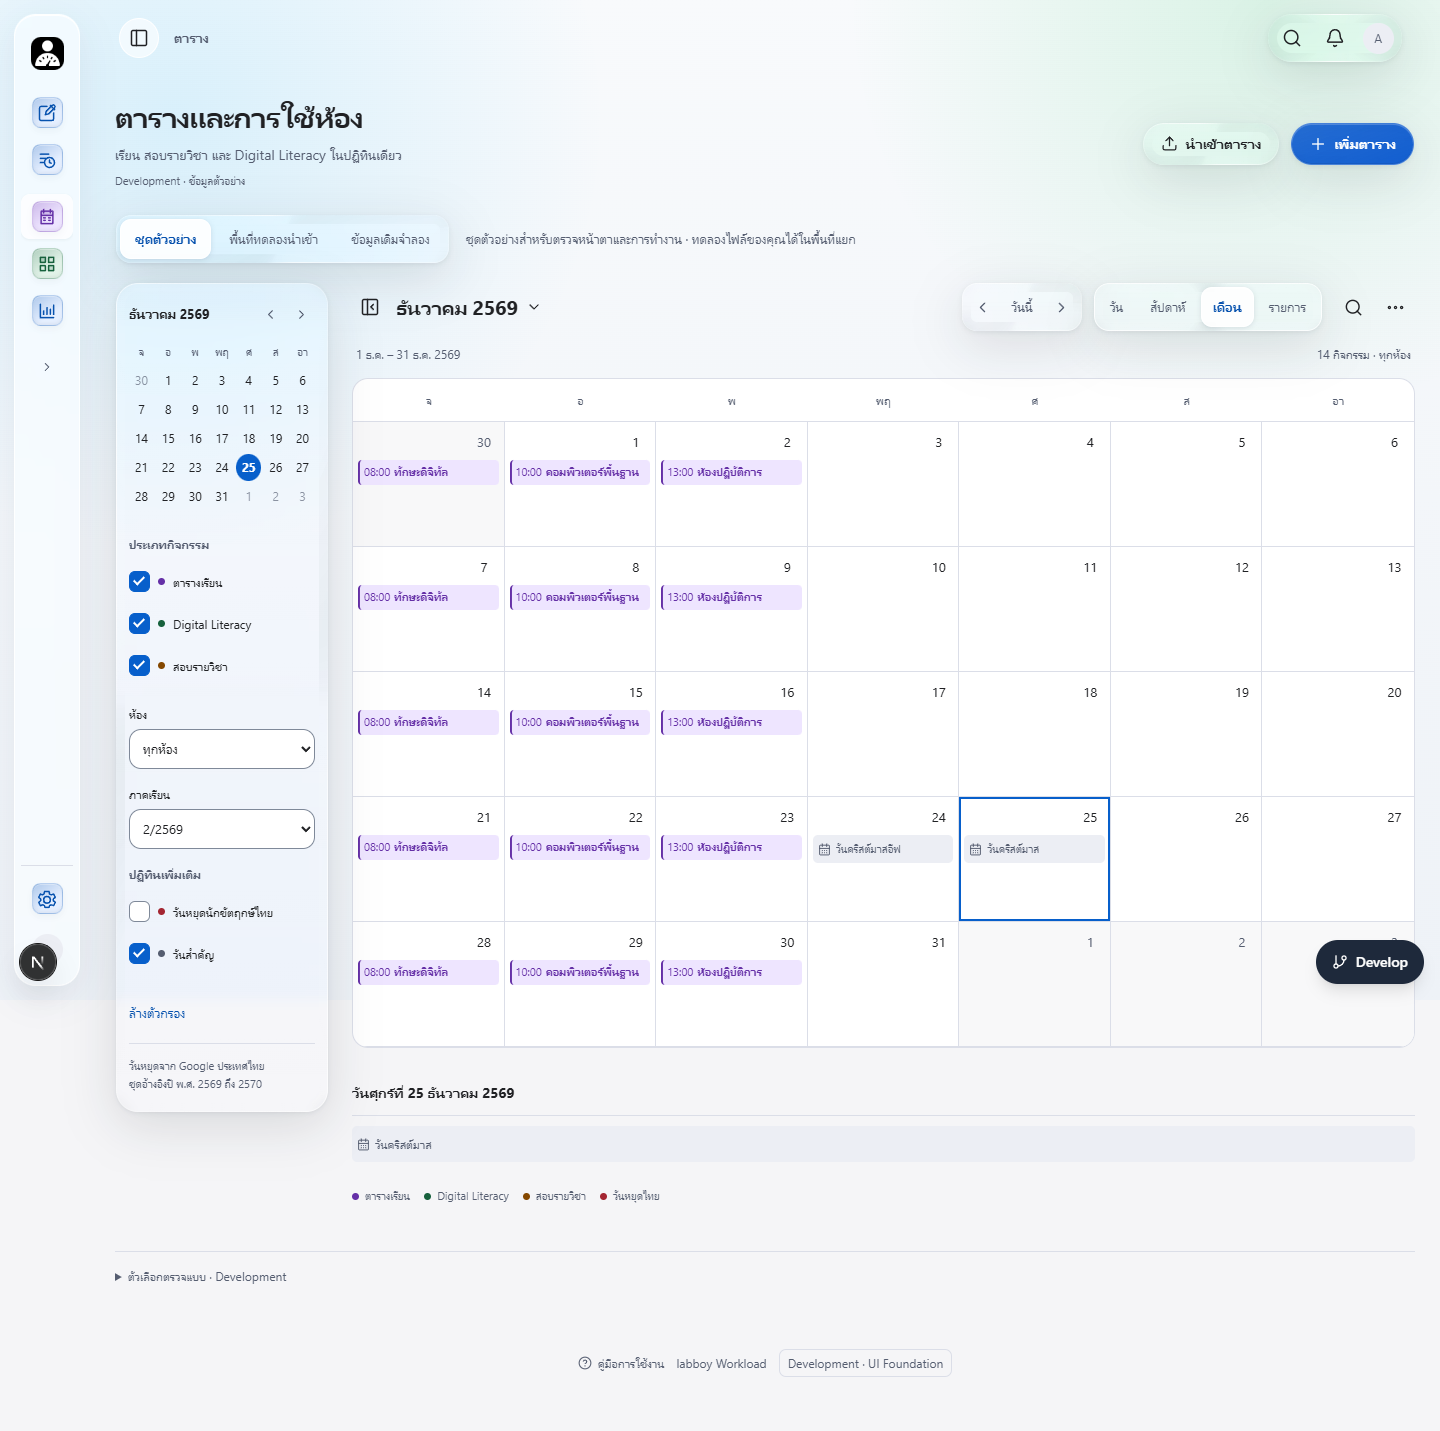 ตาราง
A
ตารางและการใช้ห้อง
เรียน สอบรายวิชา และ Digital Literacy ในปฏิทินเดียว
Development · ข้อมูลตัวอย่าง
นำเข้าตาราง
เพิ่มตาราง
ชุดตัวอย่าง พื้นที่ทดลองนำเข้า ข้อมูลเดิมจำลอง
ชุดตัวอย่างสำหรับตรวจหน้าตาและการทำงาน · ทดลองไฟล์ของคุณได้ในพื้นที่แยก
ธันวาคม 2569
จ อ พ พฤ ศ ส อา
30 1 2 3 4 5 6
7 8 9 10 11 12 13
14 15 16 17 18 19 20
21 22 23 24 25 26 27
28 29 30 31 1 2 3
ประเภทกิจกรรม
ตารางเรียน
Digital Literacy
สอบรายวิชา
ห้อง
ทุกห้อง
ภาคเรียน
2/2569
ปฏิทินเพิ่มเติม
วันหยุดนักขัตฤกษ์ไทย
วันสำคัญ
ล้างตัวกรอง
วันหยุดจาก Google ประเทศไทย
ชุดอ้างอิงปี พ.ศ. 2569 ถึง 2570
ธันวาคม 2569
วันนี้
วัน สัปดาห์ เดือน รายการ
1 ธ.ค. – 31 ธ.ค. 2569
14 กิจกรรม · ทุกห้อง
จ อ พ พฤ ศ ส อา
30 1 2 3 4 5 6
08:00 ทักษะดิจิทัล 10:00 คอมพิวเตอร์พื้นฐาน 13:00 ห้องปฏิบัติการ
7 8 9 10 11 12 13
08:00 ทักษะดิจิทัล 10:00 คอมพิวเตอร์พื้นฐาน 13:00 ห้องปฏิบัติการ
14 15 16 17 18 19 20
08:00 ทักษะดิจิทัล 10:00 คอมพิวเตอร์พื้นฐาน 13:00 ห้องปฏิบัติการ
21 22 23 24 25 26 27
08:00 ทักษะดิจิทัล 10:00 คอมพิวเตอร์พื้นฐาน 13:00 ห้องปฏิบัติการ วันคริสต์มาสอีฟ วันคริสต์มาส
28 29 30 31 1 2
08:00 ทักษะดิจิทัล 10:00 คอมพิวเตอร์พื้นฐาน 13:00 ห้องปฏิบัติการ
Develop
N
วันศุกร์ที่ 25 ธันวาคม 2569
วันคริสต์มาส
ตารางเรียน Digital Literacy สอบรายวิชา วันหยุดไทย
ตัวเลือกตรวจแบบ · Development
คู่มือการใช้งาน labboy Workload Development · UI Foundation